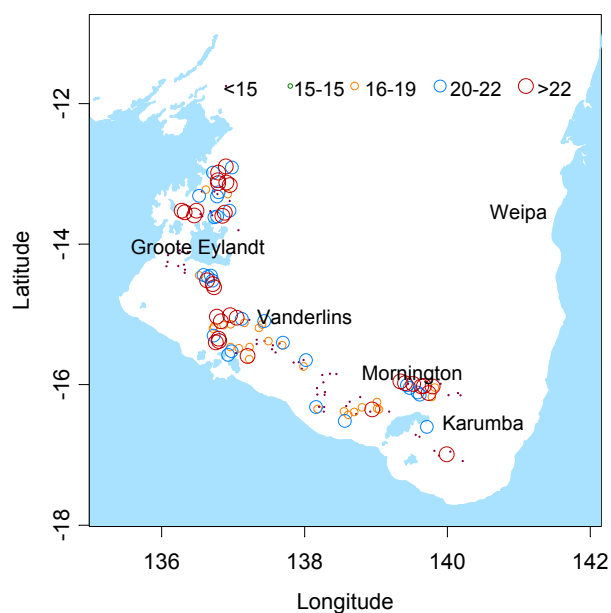 <15 15-15 16-19 20-22 >22
-12
Weipa
-14
Groote Eylandt
Latitude
Vanderlins
Mornington
-16
Karumba
-18
136 138 140 142
Longitude